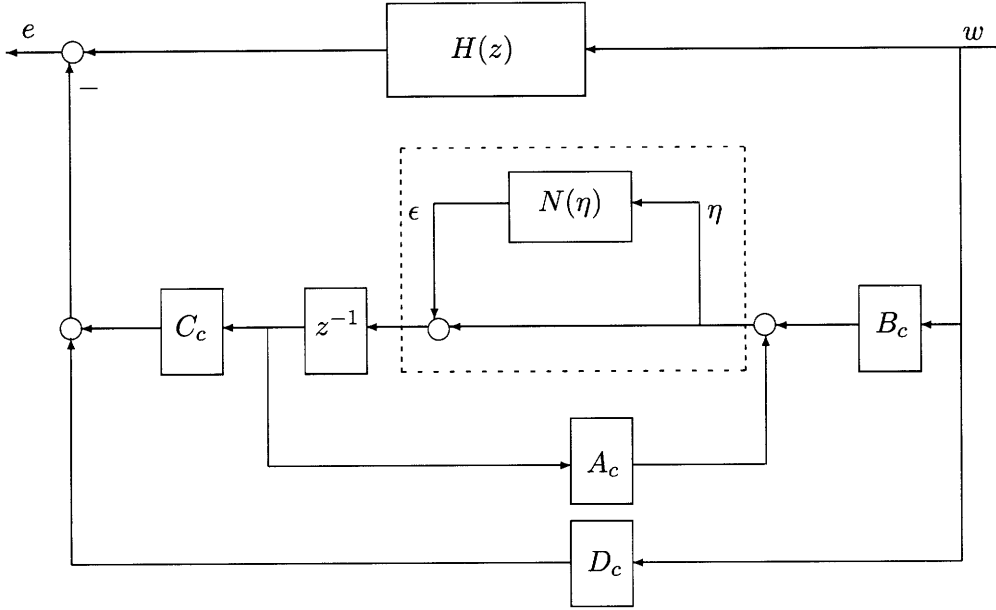 e
H(z)
w
−
ϵ
N(η)
η
C_c
z^{-1}
B_c
A_c
D_c